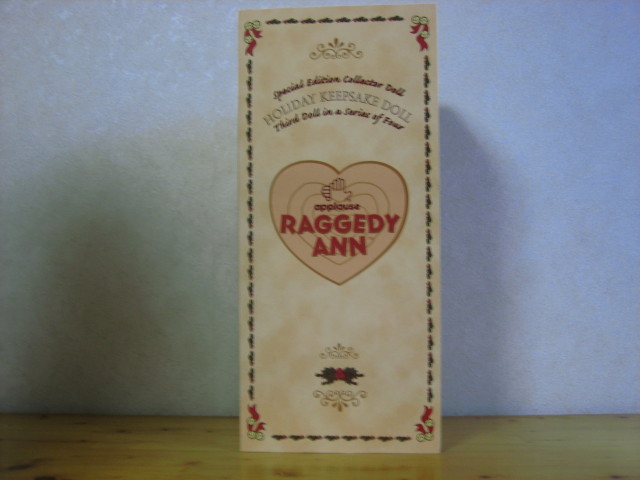 Special Edition Collector Doll
HOLIDAY KEEPSAKE DOLL
Third Doll in a Series of Four
applause
RAGGEDY
ANN